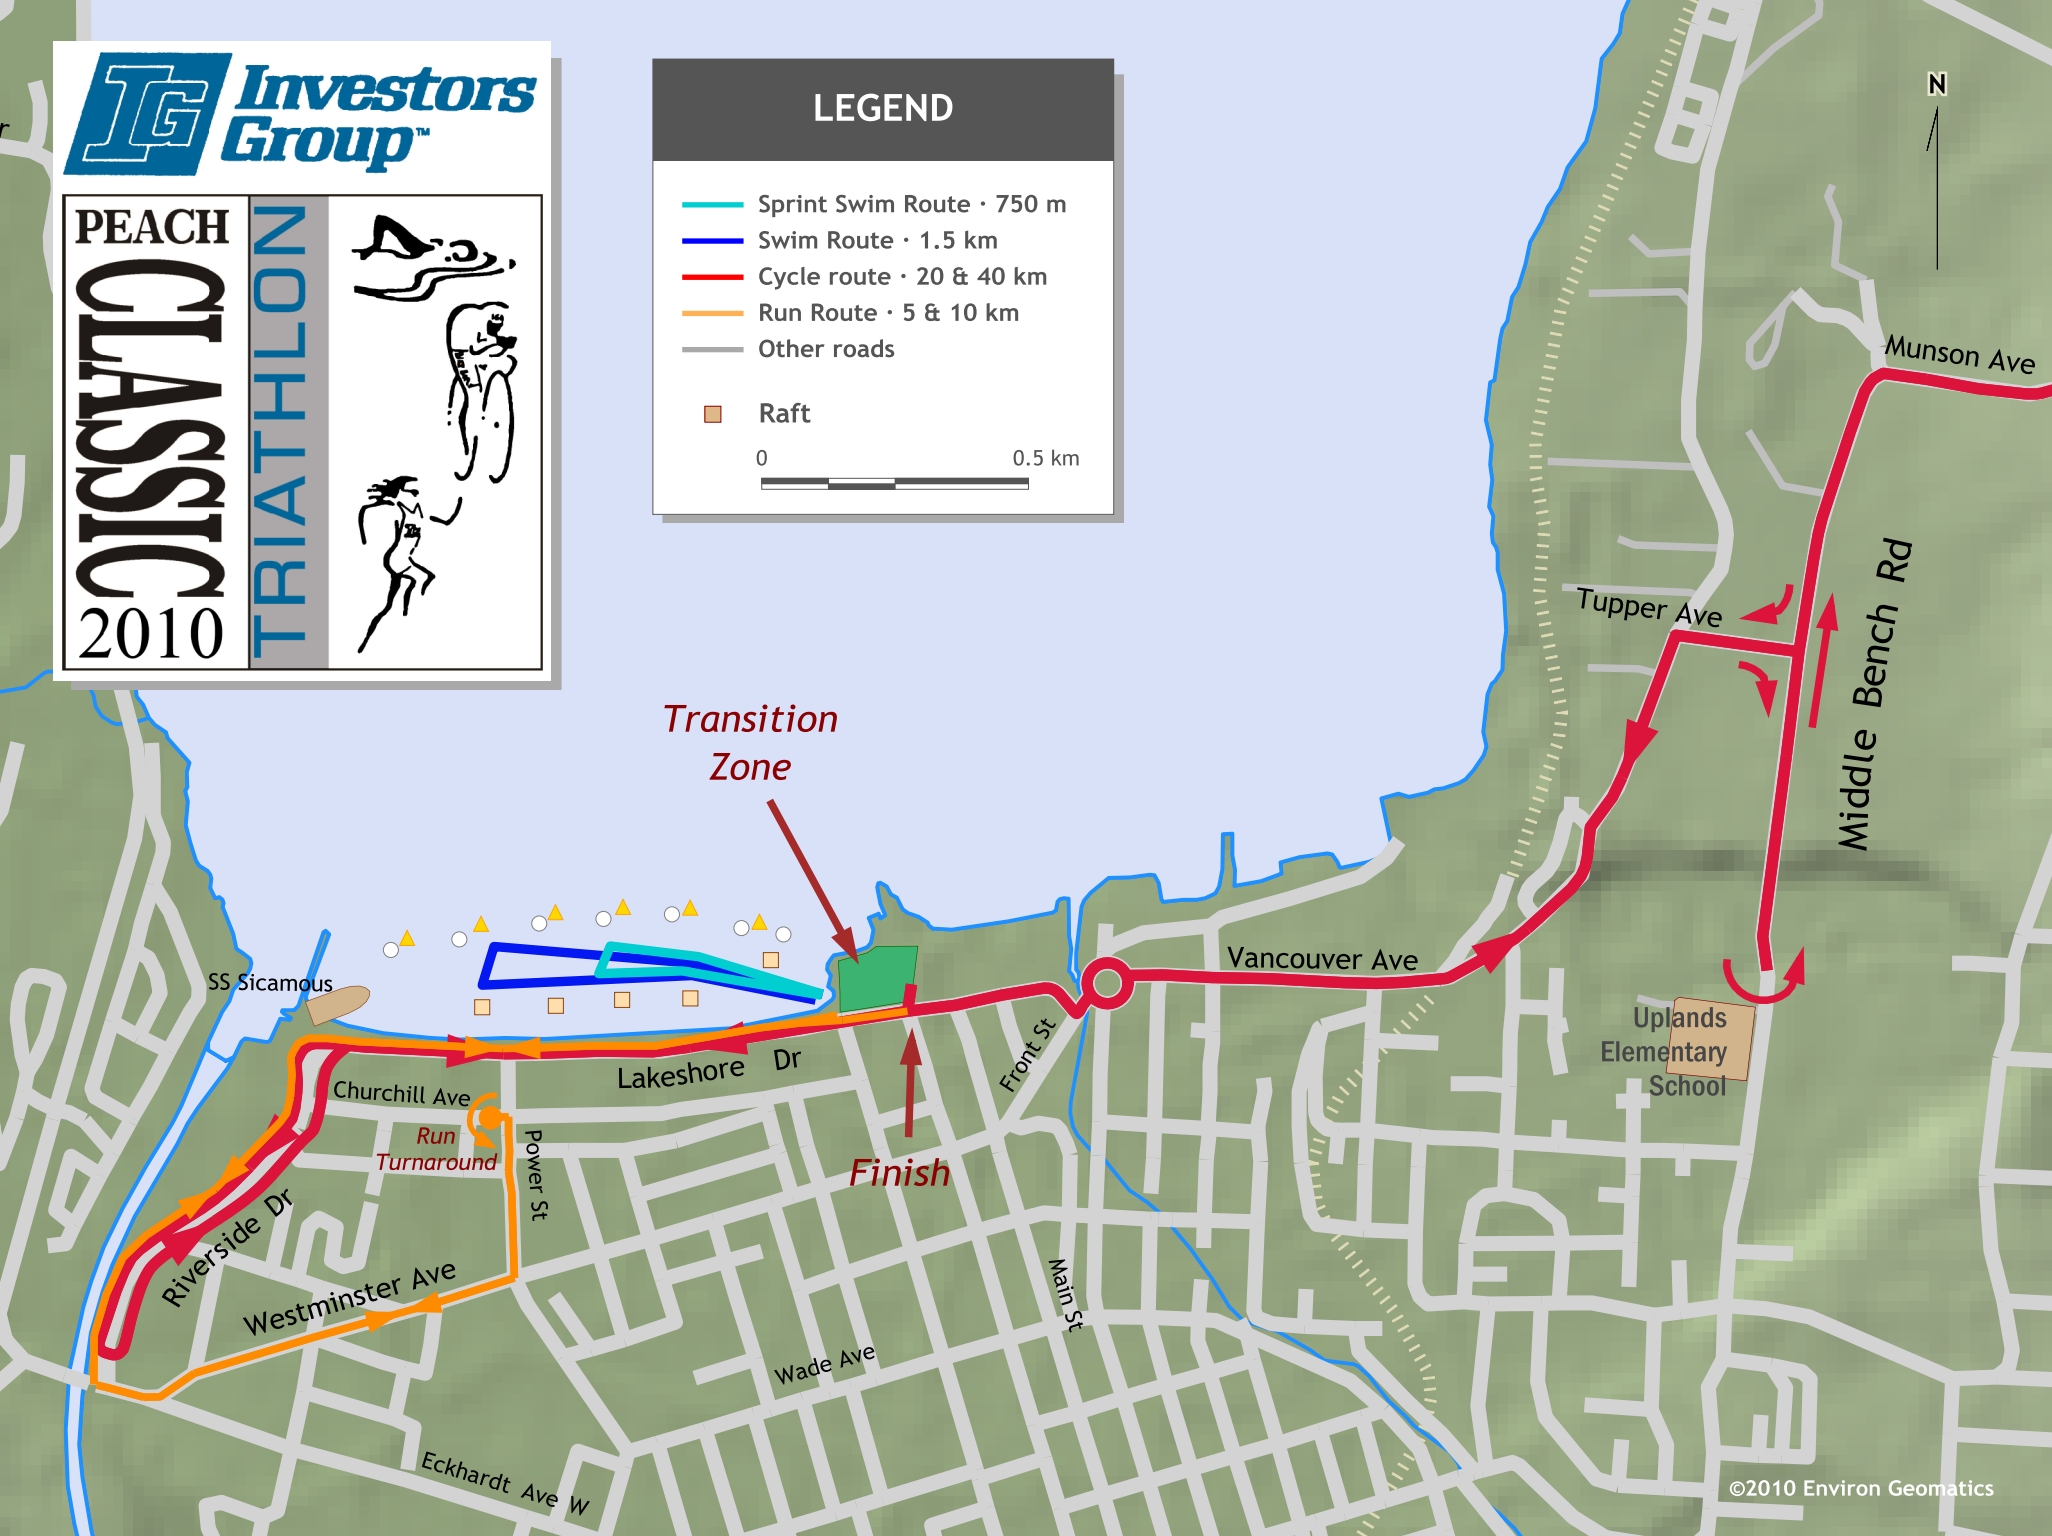 IG Investors
Group™
PEACH
CLASSIC
2010
TRIATHLON
LEGEND
Sprint Swim Route · 750 m
Swim Route · 1.5 km
Cycle route · 20 & 40 km
Run Route · 5 & 10 km
Other roads
Raft
0 0.5 km
N
Munson Ave
Tupper Ave
Middle Bench Rd
Transition
Zone
Vancouver Ave
SS Sicamous
Uplands
Elementary
School
Lakeshore Dr
Front St
Churchill Ave
Run
Turnaround
Power St
Finish
Riverside Dr
Westminster Ave
Main St
Wade Ave
Eckhardt Ave W
©2010 Environ Geomatics